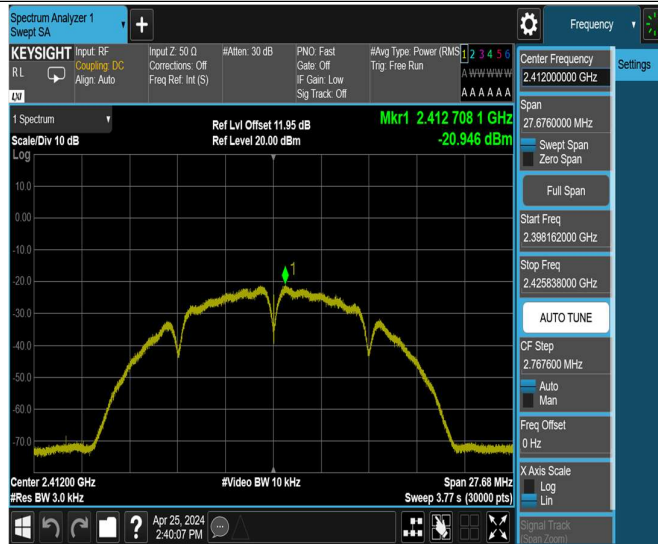 Spectrum Analyzer 1
Swept SA
Frequency
KEYSIGHT
RL
LXI
Input: RF
Coupling: DC
Align: Auto
Input Z: 50 Ω
Corrections: Off
Freq Ref: Int (S)
#Atten: 30 dB
PNO: Fast
Gate: Off
IF Gain: Low
Sig Track: Off
#Avg Type: Power (RMS
Trig: Free Run
1 2 3 4 5 6
A W W W W W
A A A A A A
Center Frequency
2.412000000 GHz
Settings
Span
27.6760000 MHz
Swept Span
Zero Span
Full Span
Start Freq
2.398162000 GHz
Stop Freq
2.425838000 GHz
AUTO TUNE
CF Step
2.767600 MHz
Auto
Man
Freq Offset
0 Hz
X Axis Scale
Log
Lin
Signal Track
(Span Zoom)
1 Spectrum
Scale/Div 10 dB
Ref Lvl Offset 11.95 dB
Ref Level 20.00 dBm
Mkr1 2.412 708 1 GHz
-20.946 dBm
Log
10.0
0.00
-10.0
-20.0
-30.0
-40.0
-50.0
-60.0
-70.0
1
Center 2.41200 GHz
#Res BW 3.0 kHz
#Video BW 10 kHz
Span 27.68 MHz
Sweep 3.77 s (30000 pts)
?
Apr 25, 2024
2:40:07 PM